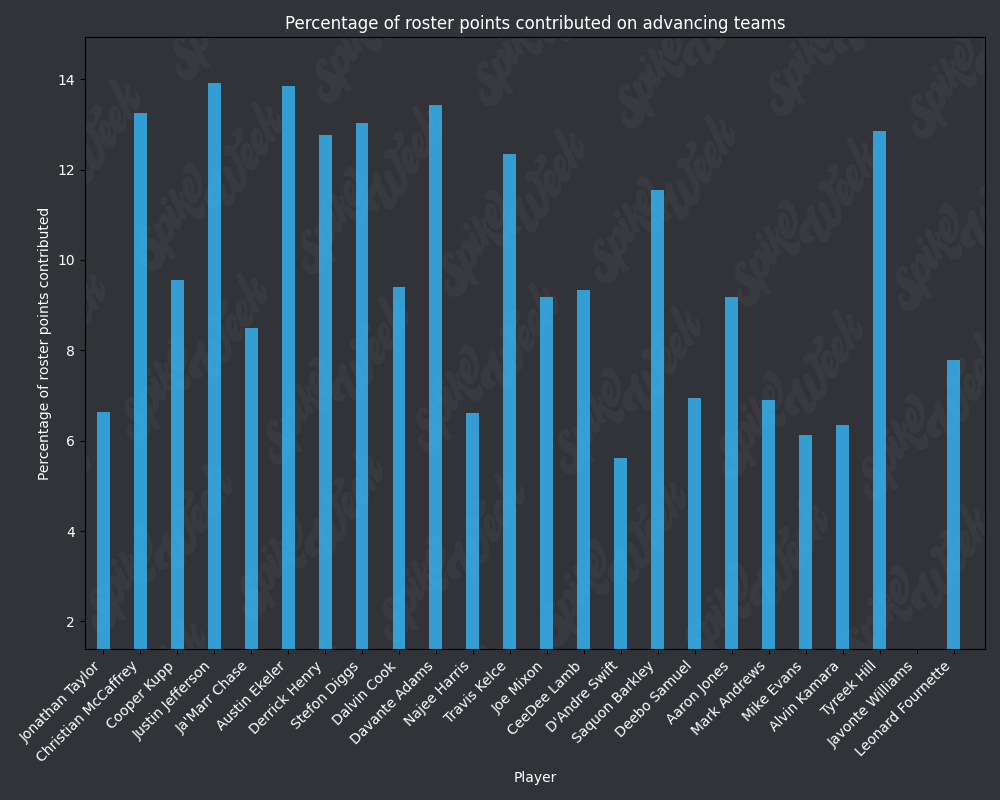 Percentage of roster points contributed on advancing teams
Percentage of roster points contributed
14
12
10
8
6
4
2
Jonathan Taylor
Christian McCaffrey
Cooper Kupp
Justin Jefferson
Ja'Marr Chase
Austin Ekeler
Derrick Henry
Stefon Diggs
Dalvin Cook
Davante Adams
Najee Harris
Travis Kelce
Joe Mixon
CeeDee Lamb
D'Andre Swift
Saquon Barkley
Deebo Samuel
Aaron Jones
Mark Andrews
Mike Evans
Alvin Kamara
Tyreek Hill
Javonte Williams
Leonard Fournette
Player
Spike Week